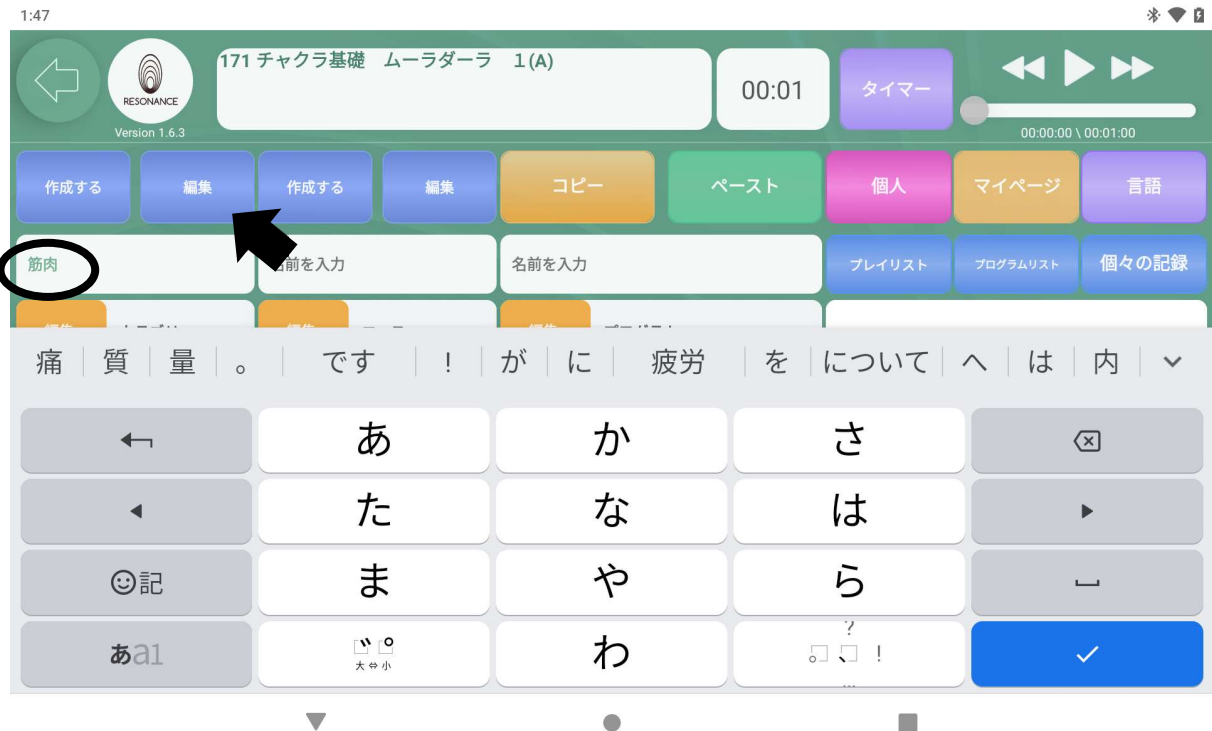 1:47
171 チャクラ基礎　ムーラダーラ　１(A)
00:01
タイマー
RESONANCE
Version 1.6.3
00:00:00 \ 00:01:00
作成する 編集 作成する 編集 コピー ペースト 個人 マイページ 言語
筋肉 名前を入力 名前を入力 プレイリスト プログラムリスト 個々の記録
痛 質 量 。 です ! が に 疲労 を について へ は 内
あ か さ
た な は
記 ま や ら
あa1 大⇔小 わ 。、?!…